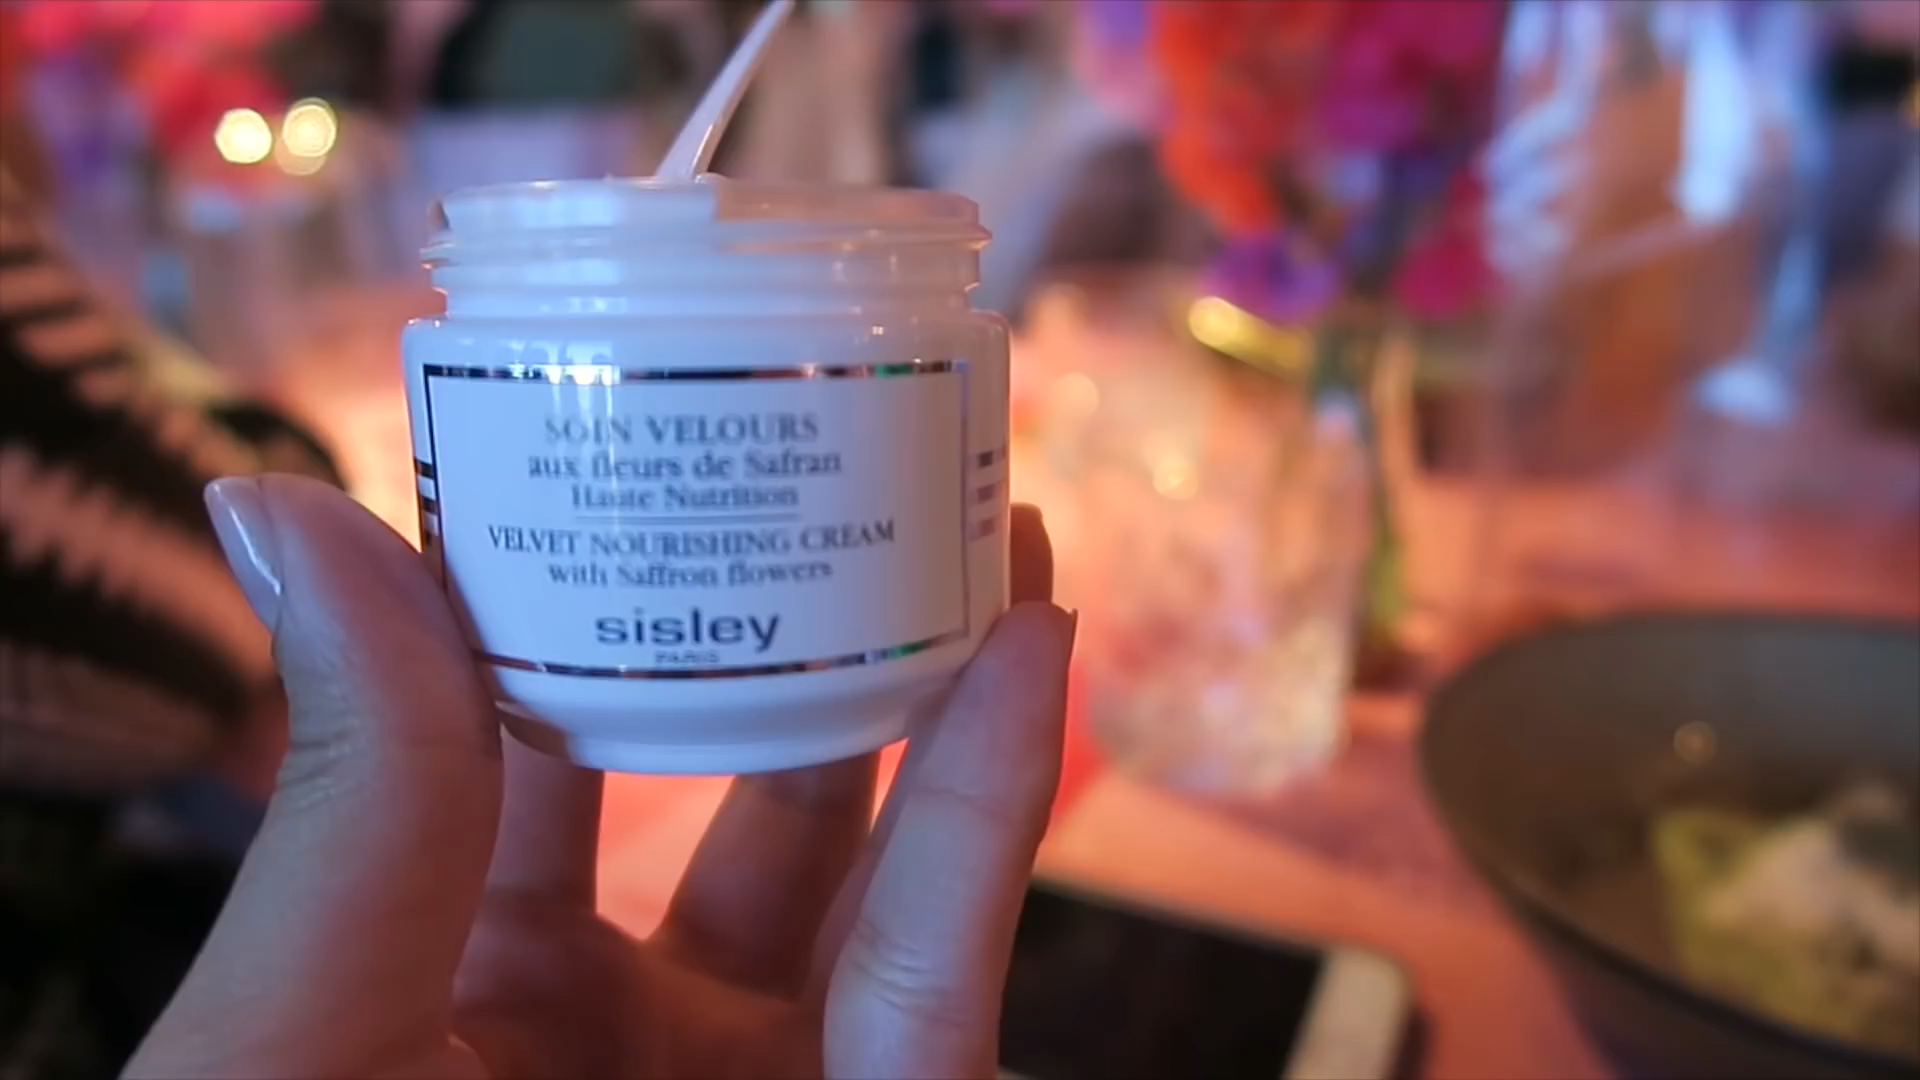 SOIN VELOURS
aux fleurs de Safran
Haute Nutrition
VELVET NOURISHING CREAM
with Saffron flowers
sisley
PARIS